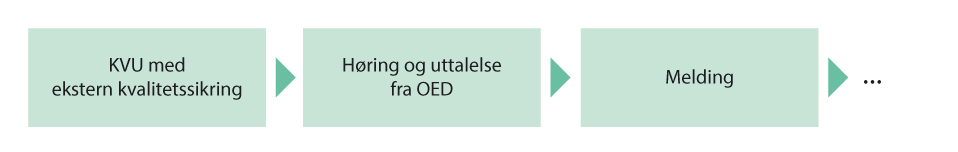 KVU med
ekstern kvalitetssikring
Høring og uttalelse
fra OED
Melding
...